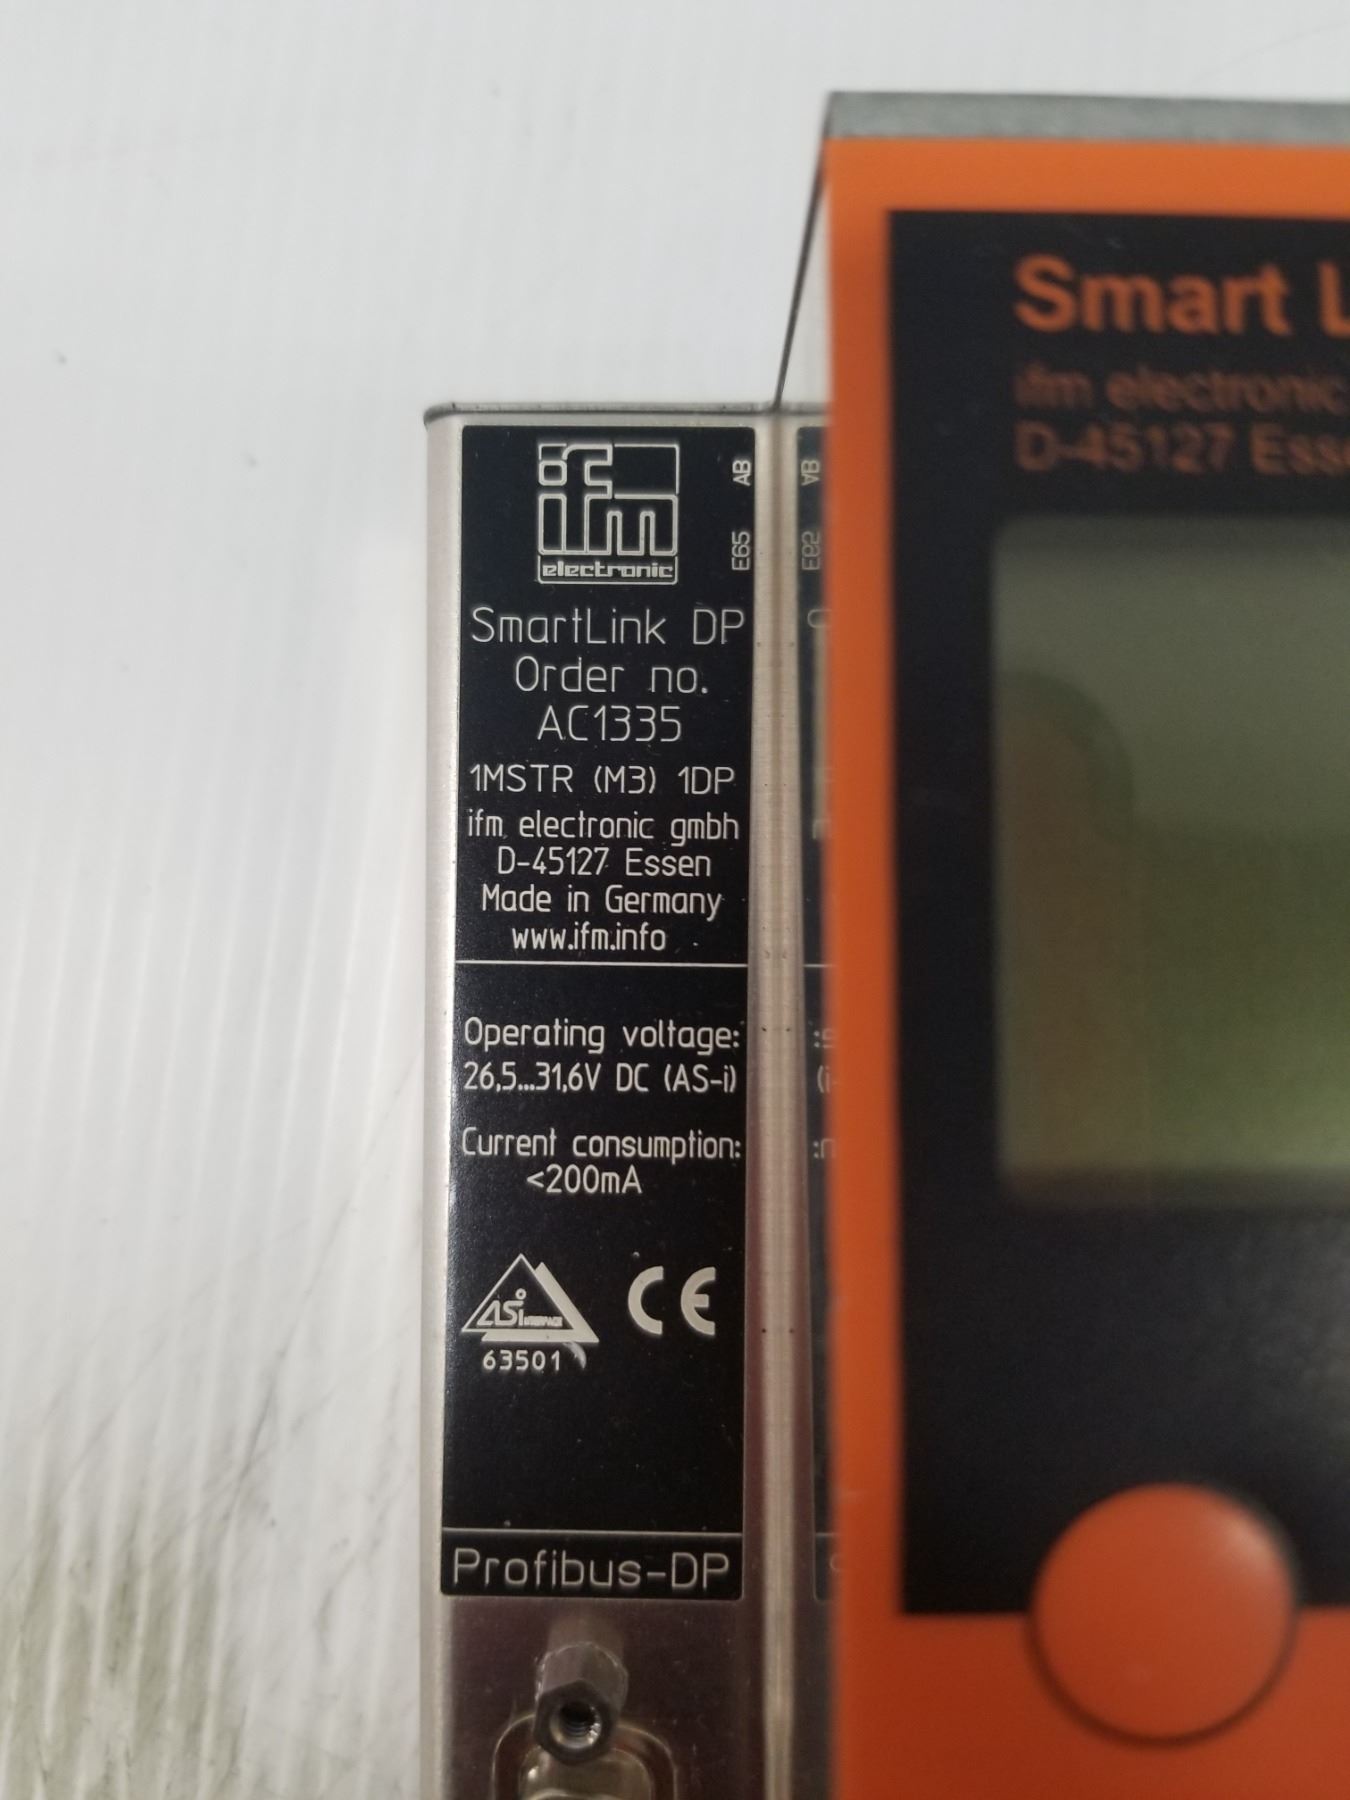 ifm
electronic
AB
E65
SmartLink DP
Order no.
AC1335
1MSTR (M3) 1DP
ifm electronic gmbh
D-45127 Essen
Made in Germany
www.ifm.info
Operating voltage:
26,5...31,6V DC (AS-i)
Current consumption:
<200mA
ASi INTERFACE
CE
63501
Profibus-DP
Smart L
ifm electronic
D-45127 Esse